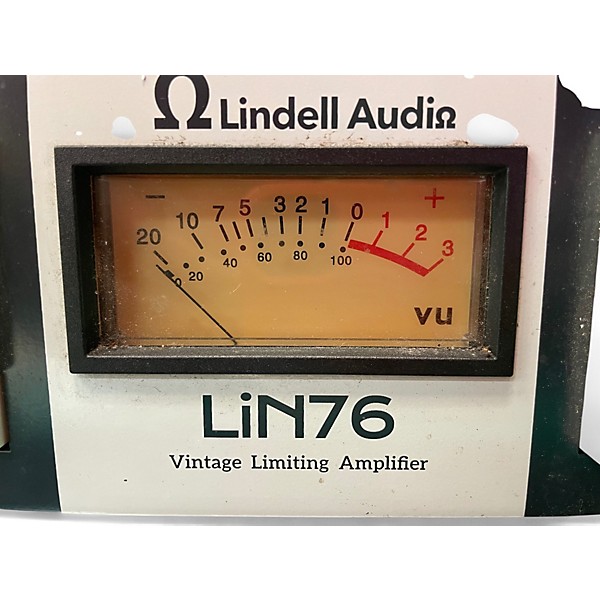 Ω Lindell AudiΩ
20 10 7 5 3 2 1 0 1 2 3 +
0 20 40 60 80 100
vu
LiN76
Vintage Limiting Amplifier